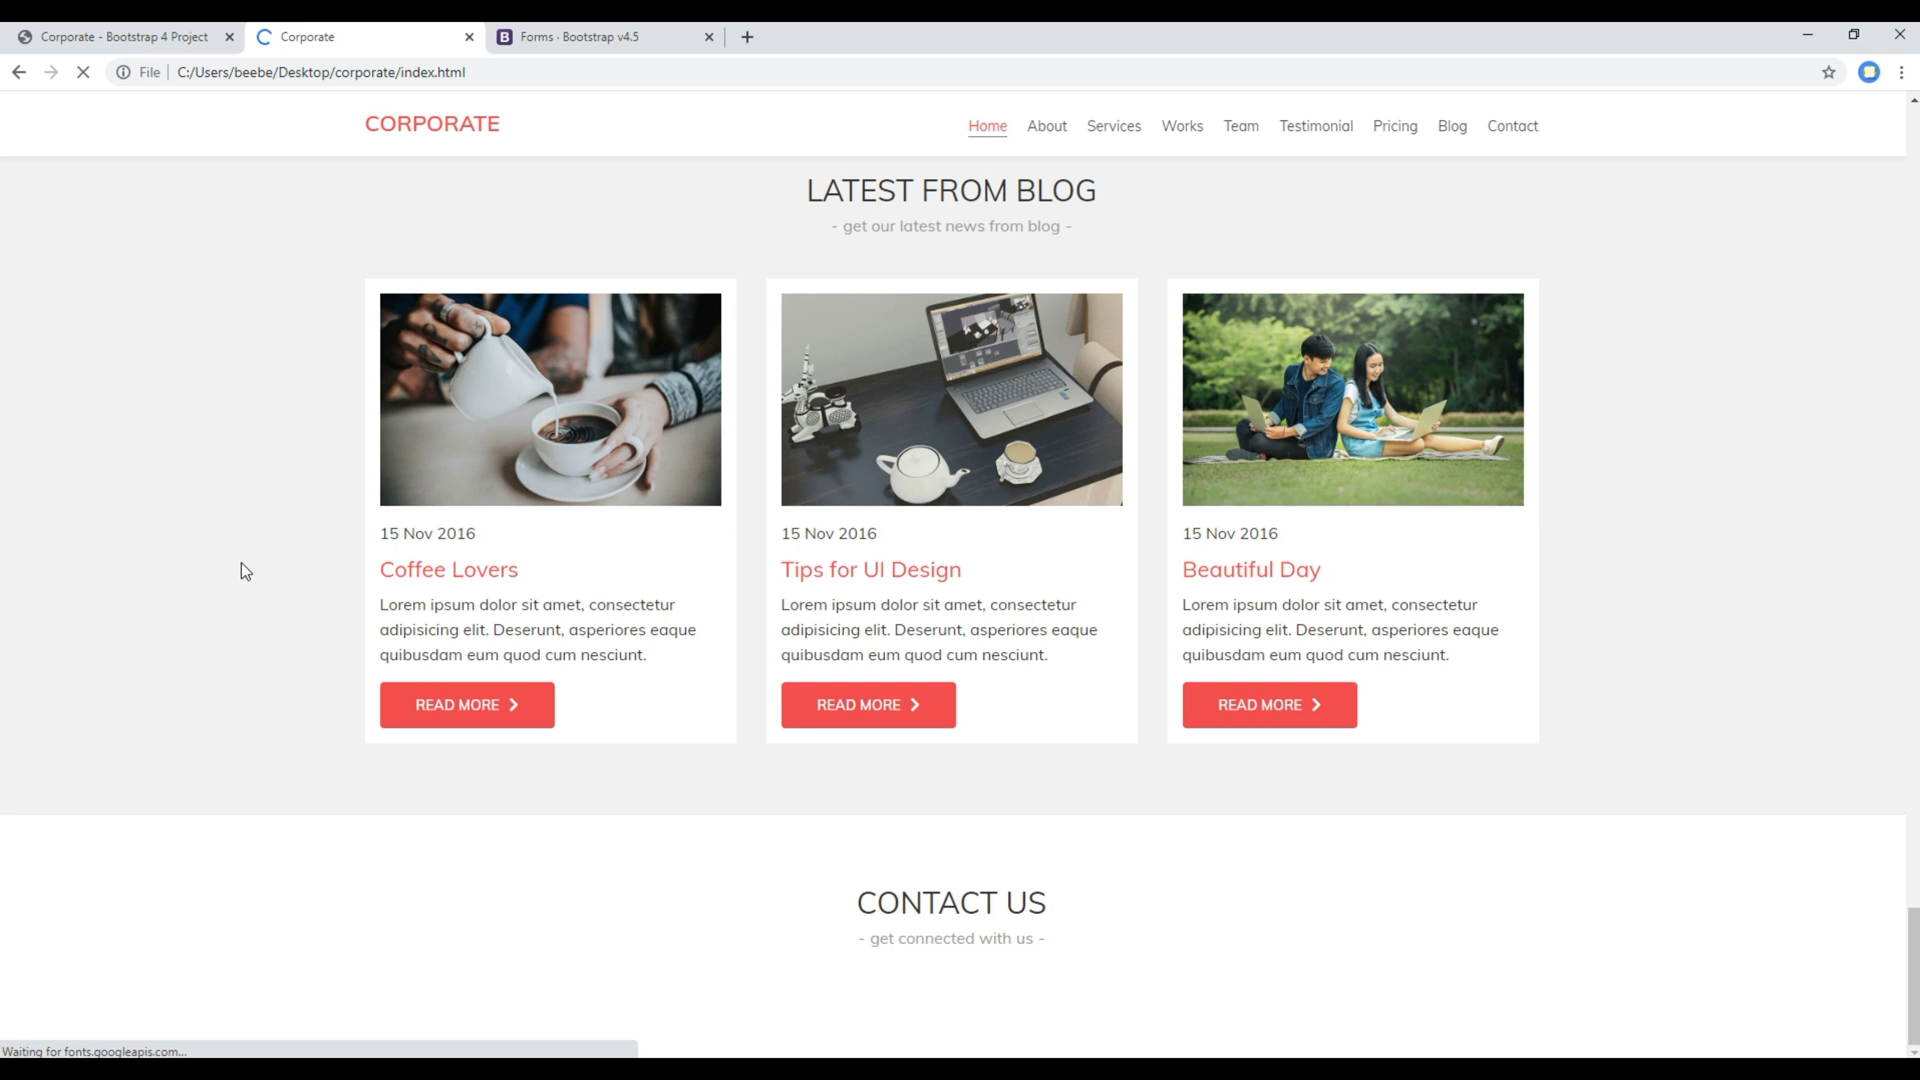 Corporate - Bootstrap 4 Project
Corporate
B
Forms · Bootstrap v4.5
File
C:/Users/beebe/Desktop/corporate/index.html
CORPORATE
Home About Services Works Team Testimonial Pricing Blog Contact
LATEST FROM BLOG
- get our latest news from blog -
15 Nov 2016
Coffee Lovers
Lorem ipsum dolor sit amet, consectetur
adipisicing elit. Deserunt, asperiores eaque
quibusdam eum quod cum nesciunt.
READ MORE
15 Nov 2016
Tips for UI Design
Lorem ipsum dolor sit amet, consectetur
adipisicing elit. Deserunt, asperiores eaque
quibusdam eum quod cum nesciunt.
READ MORE
15 Nov 2016
Beautiful Day
Lorem ipsum dolor sit amet, consectetur
adipisicing elit. Deserunt, asperiores eaque
quibusdam eum quod cum nesciunt.
READ MORE
CONTACT US
- get connected with us -
Waiting for fonts.googleapis.com...